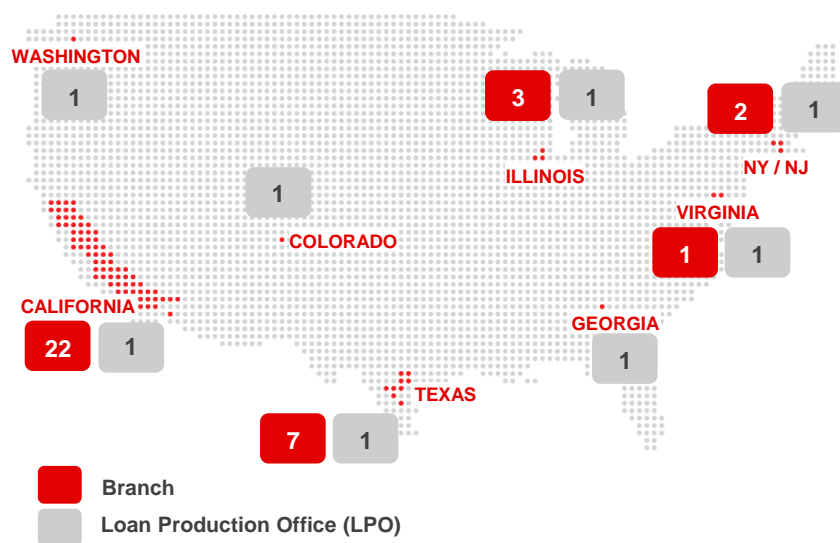 WASHINGTON
1
3 1
ILLINOIS
2 1
NY / NJ
1
COLORADO
VIRGINIA
1 1
CALIFORNIA
22 1
GEORGIA
1
TEXAS
7 1
Branch
Loan Production Office (LPO)